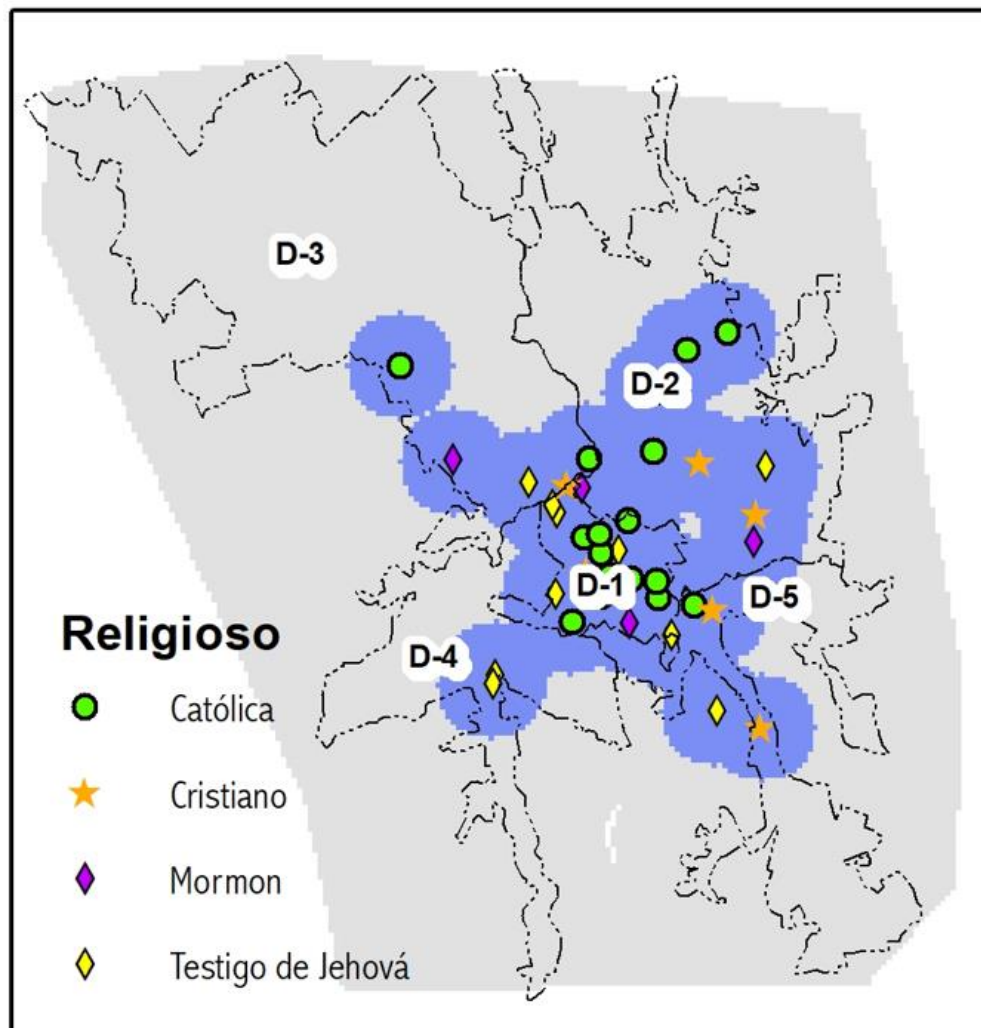 D-3
D-2
D-1
D-5
D-4
Religioso
Católica
Cristiano
Mormon
Testigo de Jehová